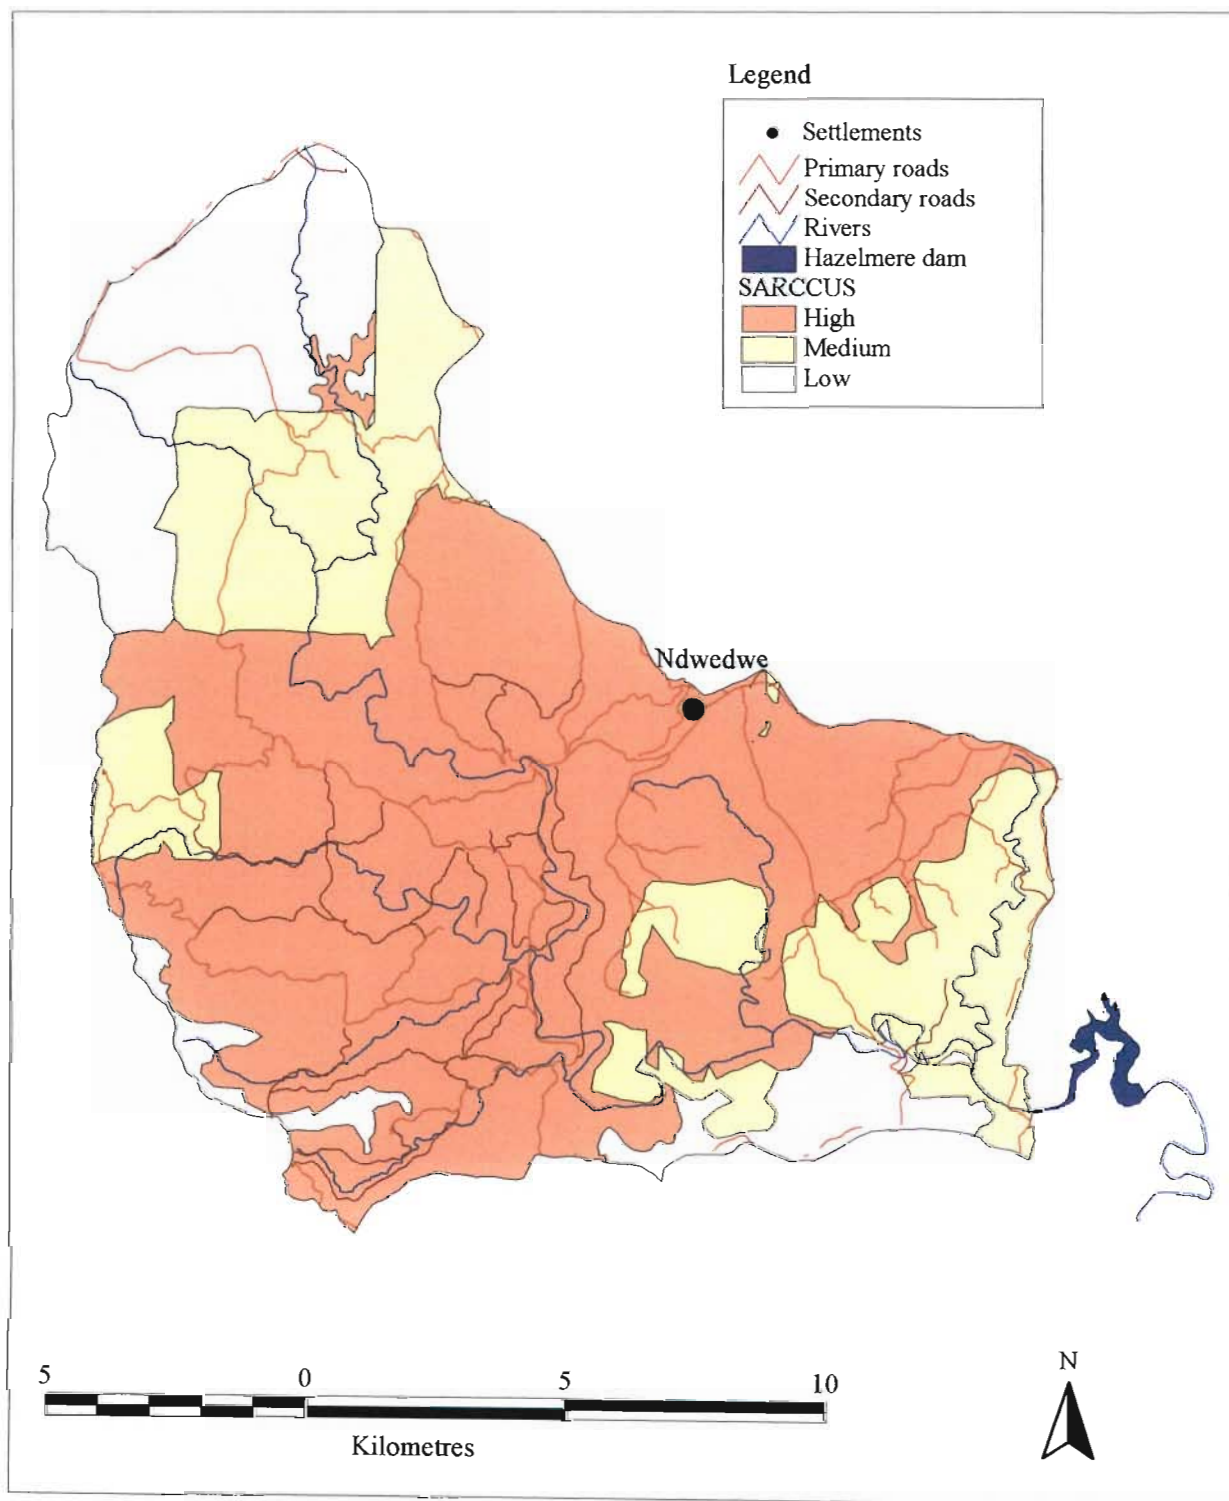 Legend
Settlements
Primary roads
Secondary roads
Rivers
Hazelmere dam
SARCCUS
High
Medium
Low
Ndwedwe
5 0 5 10
Kilometres
N